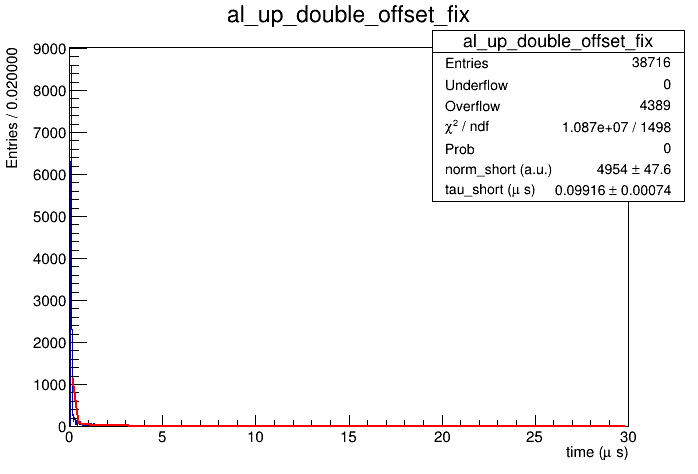 al_up_double_offset_fix
al_up_double_offset_fix
Entries 38716
Underflow 0
Overflow 4389
χ² / ndf 1.087e+07 / 1498
Prob 0
norm_short (a.u.) 4954 ± 47.6
tau_short (μ s) 0.09916 ± 0.00074
Entries / 0.020000
9000
8000
7000
6000
5000
4000
3000
2000
1000
0
0 5 10 15 20 25 30
time (μ s)